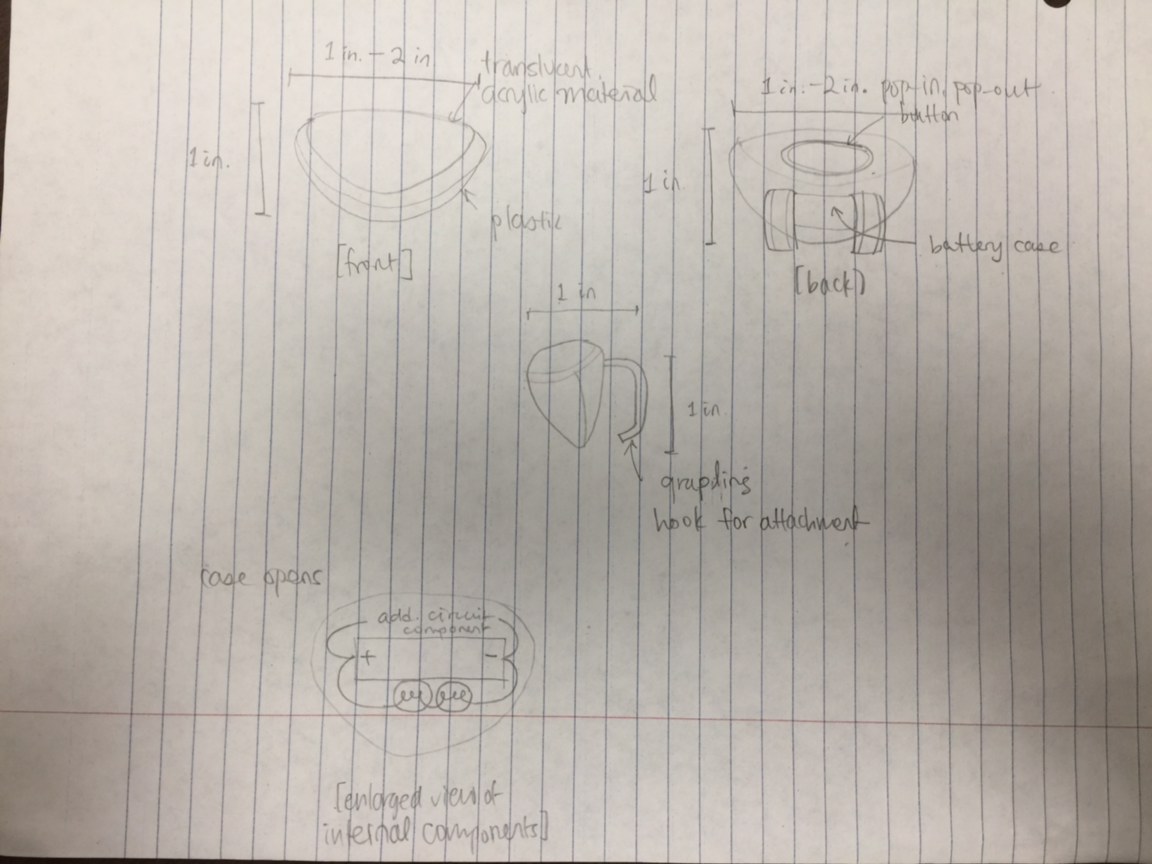 1 in. - 2 in
translucent
acrylic material
1 in.
[front]
plastic
1 in. - 2 in. pop-in, pop-out
button
1 in
[back]
battery case
1 in
1 in
grappling
hook for attachment
case opens
add. circuit
component
+
-
[enlarged view of
internal components]